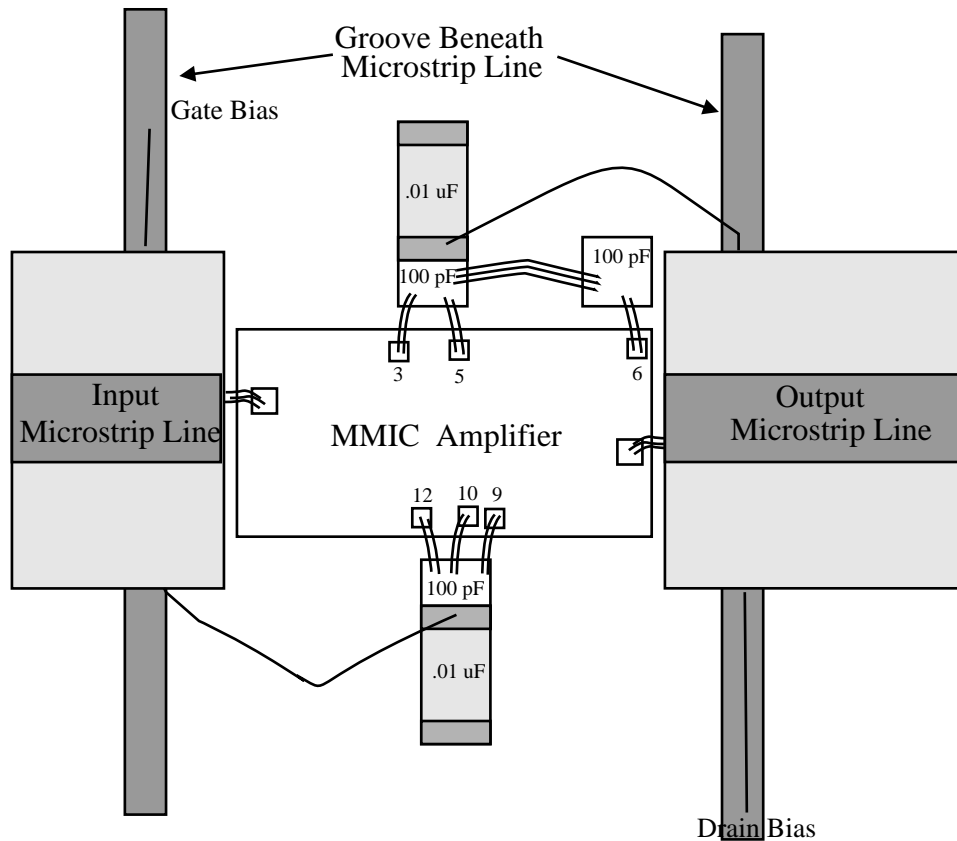 Groove Beneath
Microstrip Line
Gate Bias
.01 uF
100 pF
100 pF
3
5
6
Input
Microstrip Line
MMIC Amplifier
Output
Microstrip Line
12
10
9
100 pF
.01 uF
Drain Bias